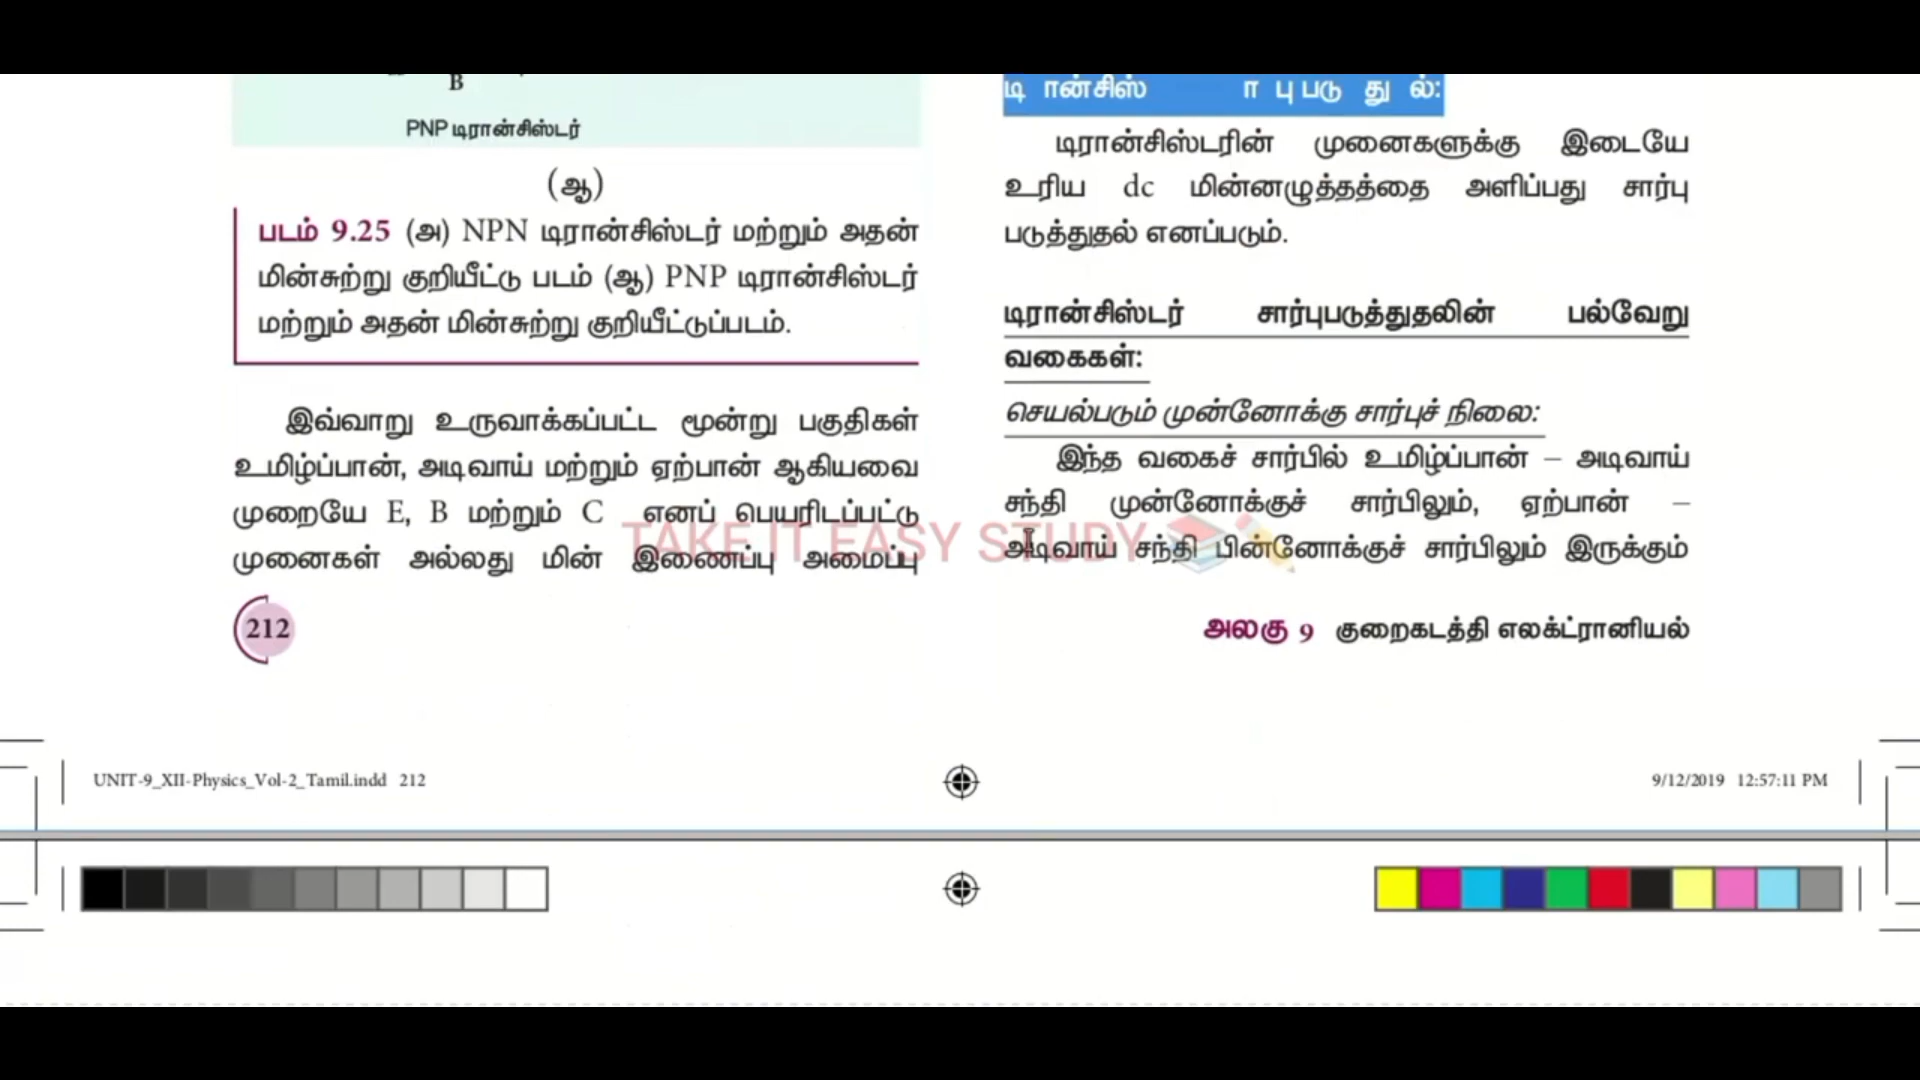 B
PNP டிரான்சிஸ்டர்
(ஆ)
படம் 9.25 (அ) NPN டிரான்சிஸ்டர் மற்றும் அதன்
மின்சுற்று குறியீட்டு படம் (ஆ) PNP டிரான்சிஸ்டர்
மற்றும் அதன் மின்சுற்று குறியீட்டுப்படம்.
இவ்வாறு உருவாக்கப்பட்ட மூன்று பகுதிகள்
உமிழ்ப்பான், அடிவாய் மற்றும் ஏற்பான் ஆகியவை
முறையே E, B மற்றும் C எனப் பெயரிடப்பட்டு
முனைகள் அல்லது மின் இணைப்பு அமைப்பு
212
டிரான்சிஸ்டரின் முனைகளுக்கு இடையே
உரிய dc மின்னழுத்தத்தை அளிப்பது சார்பு
படுத்துதல் எனப்படும்.
டிரான்சிஸ்டர் சார்புபடுத்துதலின் பல்வேறு
வகைகள்:
செயல்படும் முன்னோக்கு சார்புச் நிலை:
இந்த வகைச் சார்பில் உமிழ்ப்பான் – அடிவாய்
சந்தி முன்னோக்குச் சார்பிலும், ஏற்பான் –
அடிவாய் சந்தி பின்னோக்குச் சார்பிலும் இருக்கும்
அலகு 9 குறைகடத்தி எலக்ட்ரானியல்
TAKE IT EASY STUDY
UNIT-9_XII-Physics_Vol-2_Tamil.indd 212
9/12/2019 12:57:11 PM